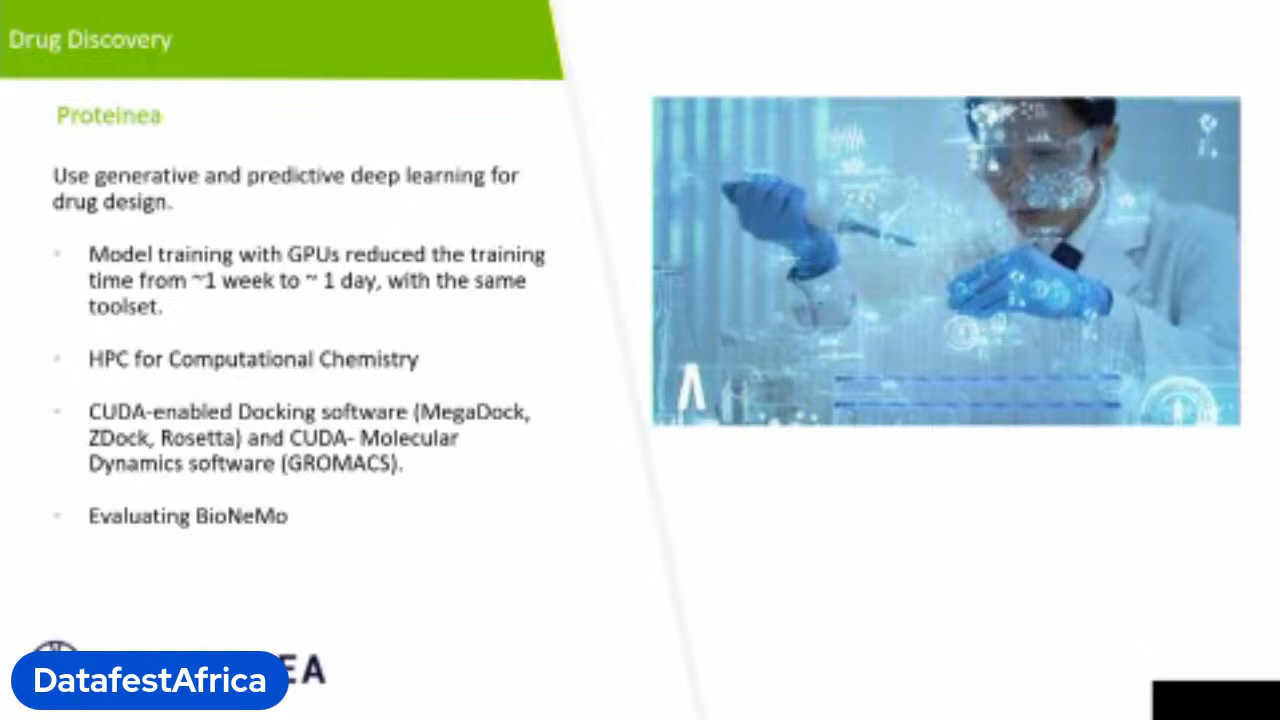 Drug Discovery
Proteinea
Use generative and predictive deep learning for
drug design.
Model training with GPUs reduced the training
time from ~1 week to ~ 1 day, with the same
toolset.
HPC for Computational Chemistry
CUDA-enabled Docking software (MegaDock,
ZDock, Rosetta) and CUDA- Molecular
Dynamics software (GROMACS).
Evaluating BioNeMo
EA
DatafestAfrica